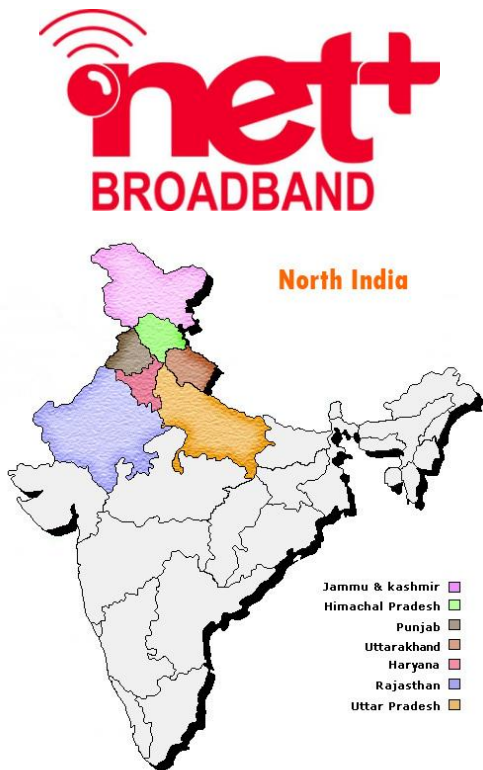 net+
BROADBAND
North India
Jammu & kashmir
Himachal Pradesh
Punjab
Uttarakhand
Haryana
Rajasthan
Uttar Pradesh